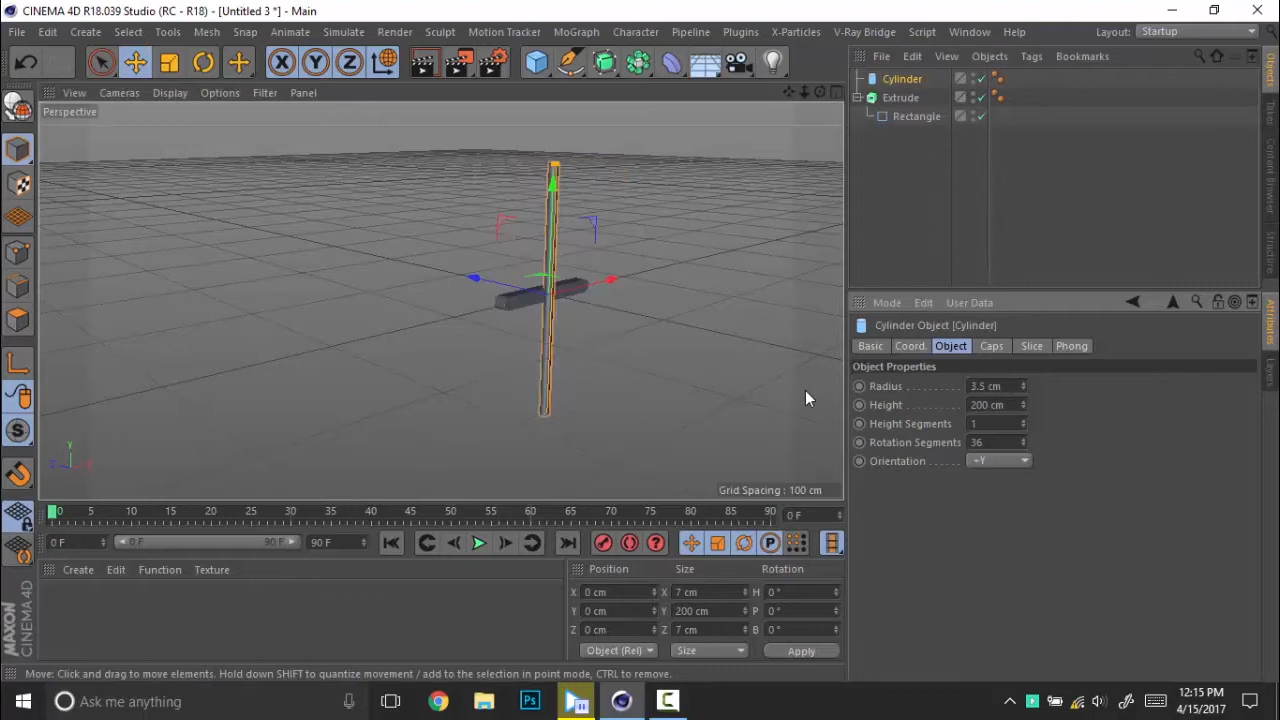 CINEMA 4D R18.039 Studio (RC - R18) - [Untitled 3 *] - Main
File Edit Create Select Tools Mesh Snap Animate Simulate Render Sculpt Motion Tracker MoGraph Character Pipeline Plugins X-Particles V-Ray Bridge Script Window Help Layout: Startup
X Y Z
File Edit View Objects Tags Bookmarks
Cylinder
Extrude
Rectangle
View Cameras Display Options Filter Panel
Perspective
Y
Grid Spacing : 100 cm
Objects
Content Browser
Structure
Attributes
Layers
Mode Edit User Data
Cylinder Object [Cylinder]
Basic Coord. Object Caps Slice Phong
Object Properties
Radius 3.5 cm
Height 200 cm
Height Segments 1
Rotation Segments 36
Orientation +Y
0 5 10 15 20 25 30 35 40 45 50 55 60 65 70 75 80 85 90 0 F
0 F 0 F 90 F 90 F
Create Edit Function Texture
Position Size Rotation
X 0 cm X 7 cm H 0 °
Y 0 cm Y 200 cm P 0 °
Z 0 cm Z 7 cm B 0 °
Object (Rel) Size Apply
MAXON CINEMA 4D
Move: Click and drag to move elements. Hold down SHIFT to quantize movement / add to the selection in point mode, CTRL to remove.
Ask me anything
Ps
12:15 PM
4/15/2017